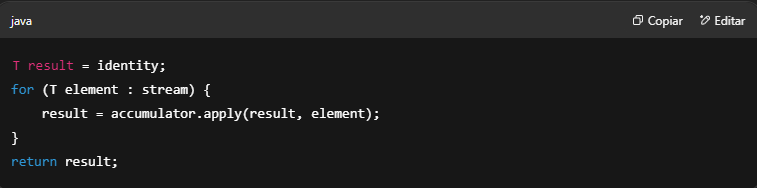 java Copiar Editar
T result = identity;
for (T element : stream) {
    result = accumulator.apply(result, element);
}
return result;